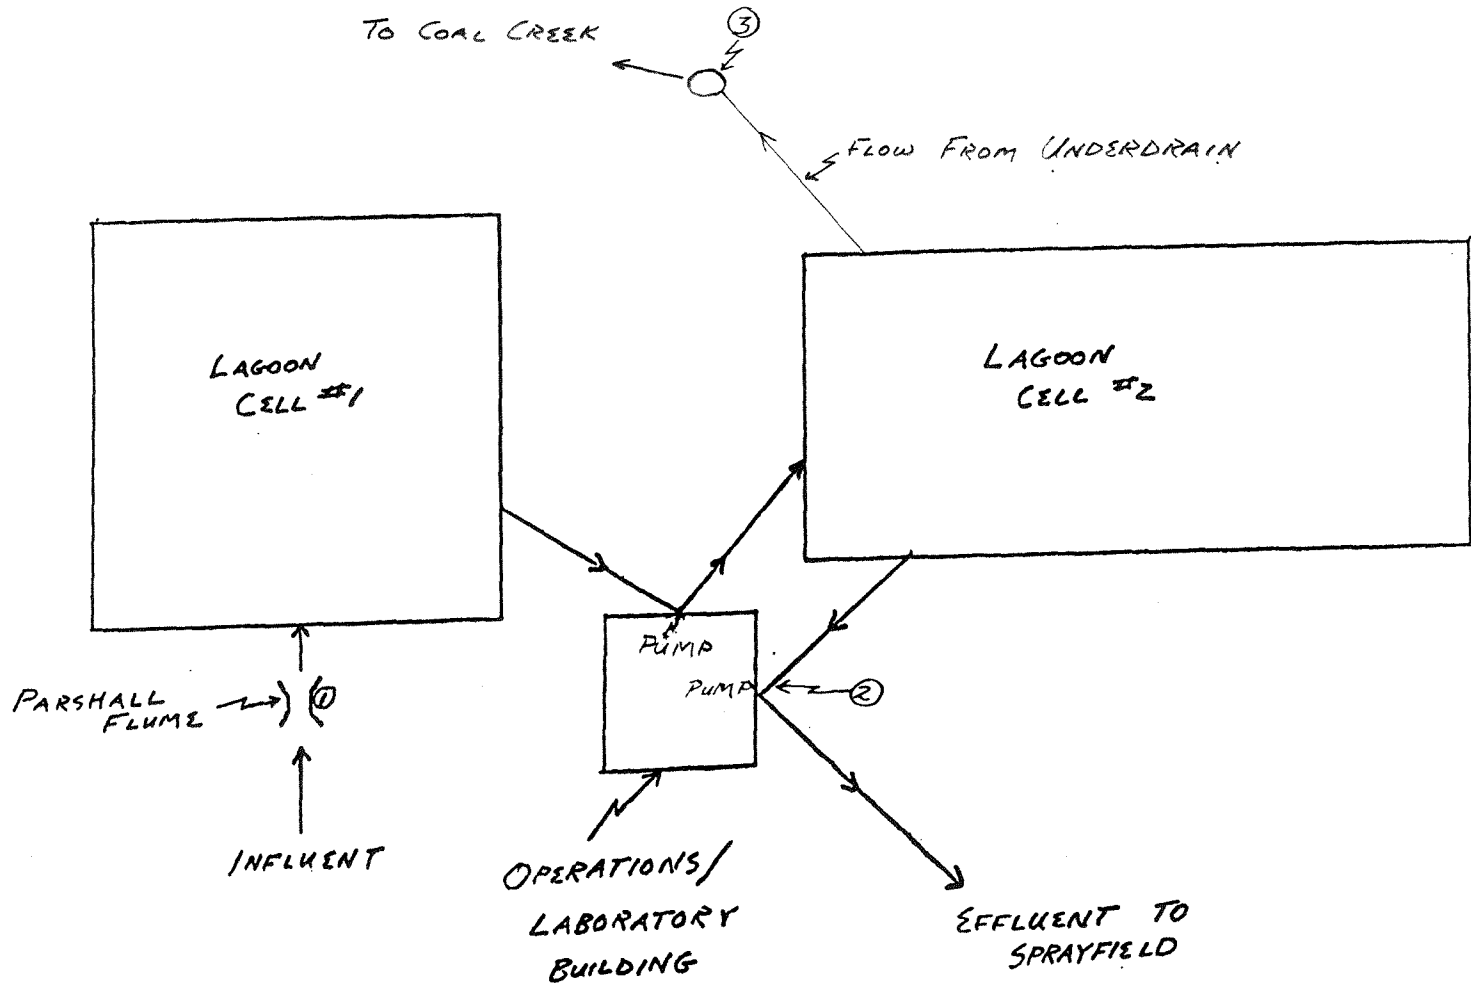 TO COAL CREEK
③
FLOW FROM UNDERDRAIN
LAGOON
CELL #1
LAGOON
CELL #2
PUMP
PUMP
②
PARSHALL
FLUME
①
INFLUENT
OPERATIONS/
LABORATORY
BUILDING
EFFLUENT TO
SPRAYFIELD